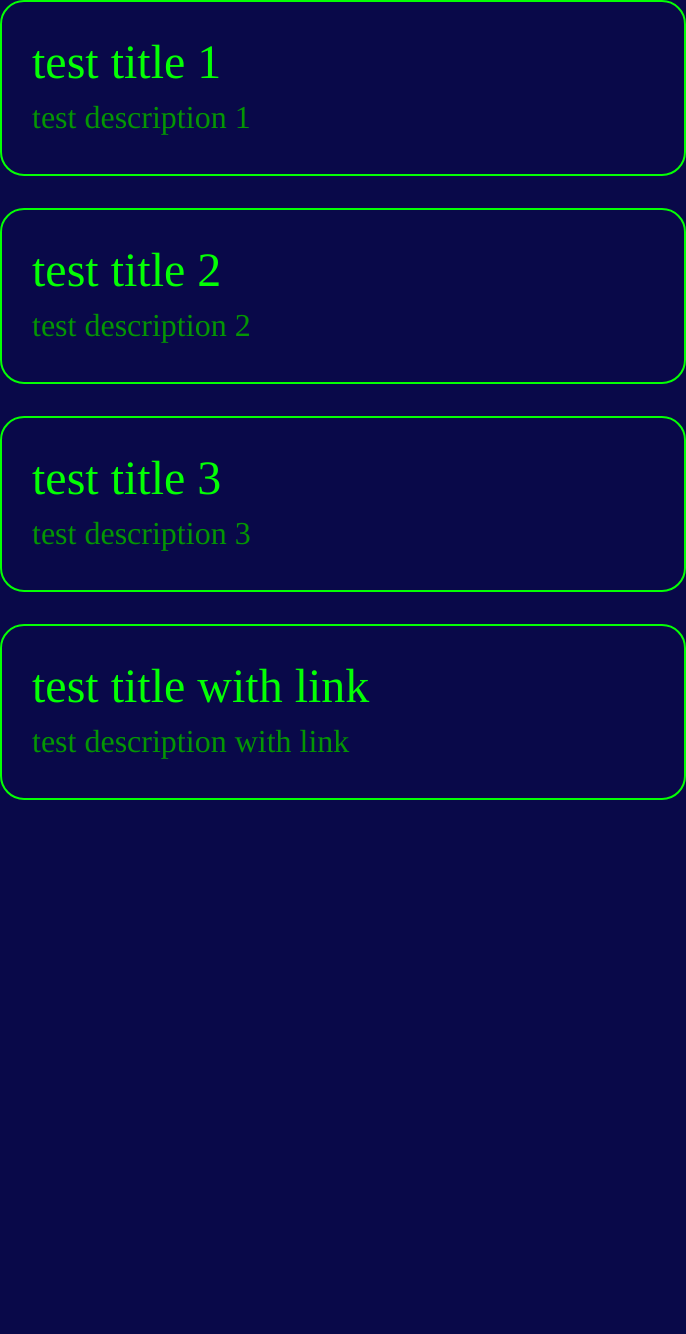 test title 1
test description 1
test title 2
test description 2
test title 3
test description 3
test title with link
test description with link